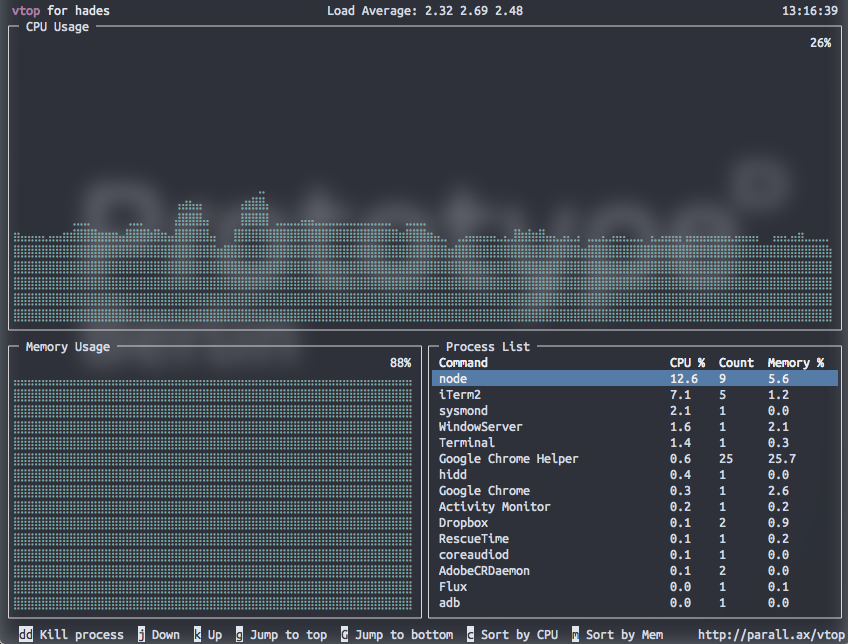 vtop for hades Load Average: 2.32 2.69 2.48 13:16:39
CPU Usage
26%
Memory Usage
88%
Process List
Command CPU % Count Memory %
node 12.6 9 5.6
iTerm2 7.1 5 1.2
sysmond 2.1 1 0.0
WindowServer 1.6 1 2.1
Terminal 1.4 1 0.3
Google Chrome Helper 0.6 25 25.7
hidd 0.4 1 0.0
Google Chrome 0.3 1 2.6
Activity Monitor 0.2 1 0.2
Dropbox 0.1 2 0.9
RescueTime 0.1 1 0.2
coreaudiod 0.1 1 0.0
AdobeCRDaemon 0.1 2 0.0
Flux 0.0 1 0.1
adb 0.0 1 0.0
dd Kill process j Down k Up g Jump to top G Jump to bottom c Sort by CPU m Sort by Mem http://parall.ax/vtop